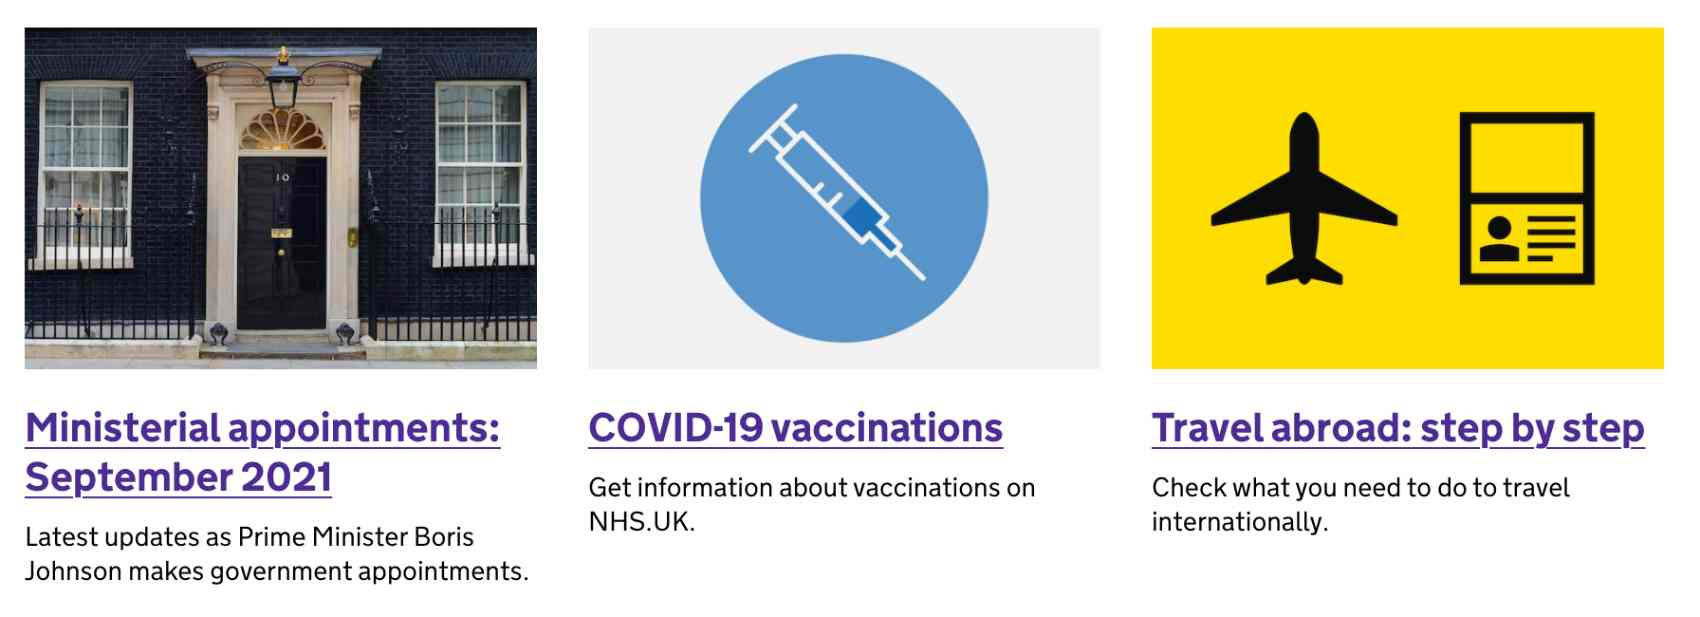 10
Ministerial appointments:
September 2021
Latest updates as Prime Minister Boris
Johnson makes government appointments.
COVID-19 vaccinations
Get information about vaccinations on
NHS.UK.
Travel abroad: step by step
Check what you need to do to travel
internationally.